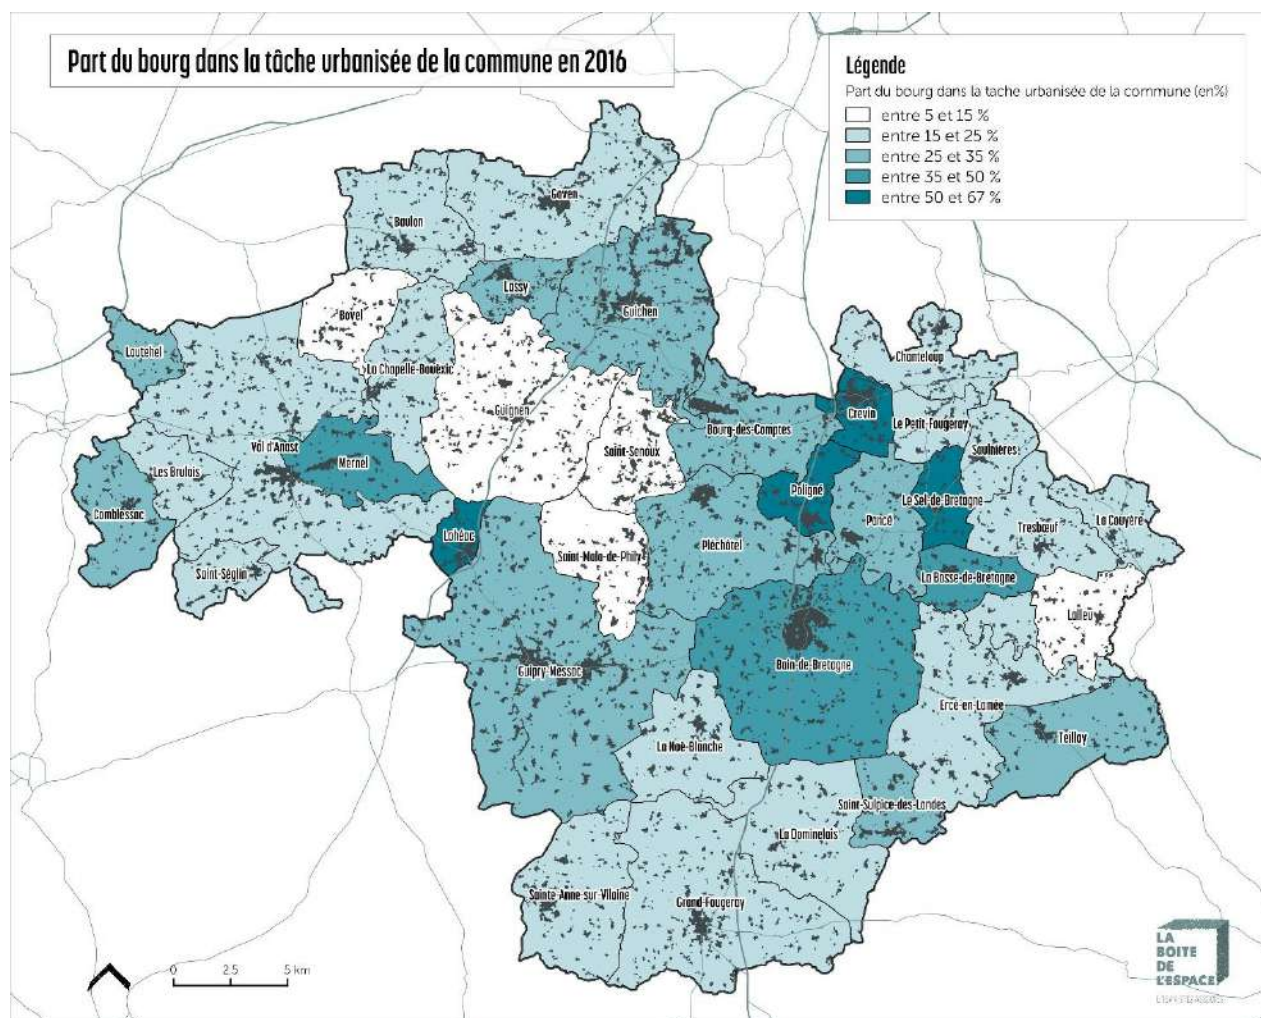 Part du bourg dans la tâche urbanisée de la commune en 2016
Légende
Part du bourg dans la tache urbanisée de la commune (en%)
entre 5 et 15 %
entre 15 et 25 %
entre 25 et 35 %
entre 35 et 50 %
entre 50 et 67 %
Goven
Baulon
Lassy
Bovel
Guichen
Loutehel
La Chapelle-Bouëxic
Chanteloup
Guignen
Crevin
Le Petit-Fougeray
Bourg-des-Comptes
Val d'Anast
Saint-Senoux
Saulnières
Mernel
Les Brulais
Poligné
Le Sel-de-Bretagne
Comblessac
Pancé
Tresbœuf
La Couyère
Lohéac
Pléchâtel
Saint-Malo-de-Phily
Saint-Séglin
La Bosse-de-Bretagne
Lalleu
Bain-de-Bretagne
Guipry-Messac
Ercé-en-Lamée
Teillay
La Noë-Blanche
Saint-Sulpice-des-Landes
La Dominelais
Sainte-Anne-sur-Vilaine
Grand-Fougeray
0 2.5 5 km
LA
BOITE
DE
L'ESPACE